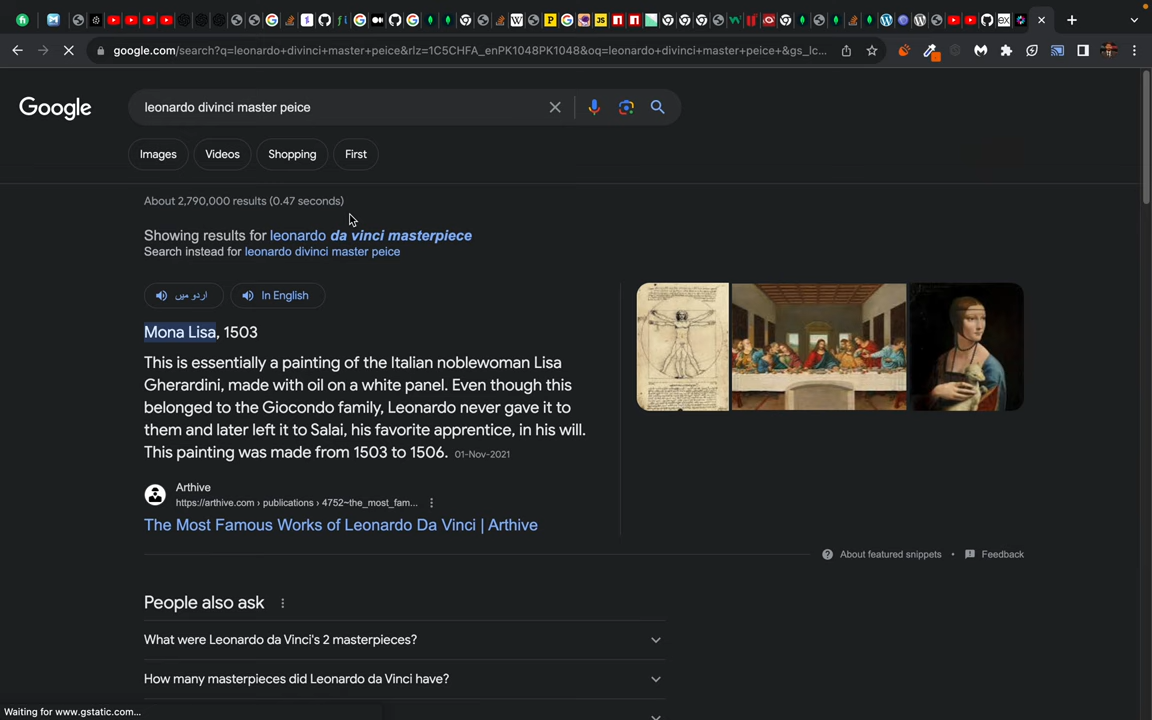 google.com/search?q=leonardo+divinci+master+peice&rlz=1C5CHFA_enPK1048PK1048&oq=leonardo+divinci+master+peice+&gs_lc...
Google
leonardo divinci master peice
Images
Videos
Shopping
First
About 2,790,000 results (0.47 seconds)
Showing results for leonardo da vinci masterpiece
Search instead for leonardo divinci master peice
اردو میں
In English
Mona Lisa, 1503
This is essentially a painting of the Italian noblewoman Lisa
Gherardini, made with oil on a white panel. Even though this
belonged to the Giocondo family, Leonardo never gave it to
them and later left it to Salai, his favorite apprentice, in his will.
This painting was made from 1503 to 1506. 01-Nov-2021
Arthive
https://arthive.com › publications › 4752~the_most_fam...
The Most Famous Works of Leonardo Da Vinci | Arthive
About featured snippets • Feedback
People also ask
What were Leonardo da Vinci's 2 masterpieces?
How many masterpieces did Leonardo da Vinci have?
Waiting for www.gstatic.com...